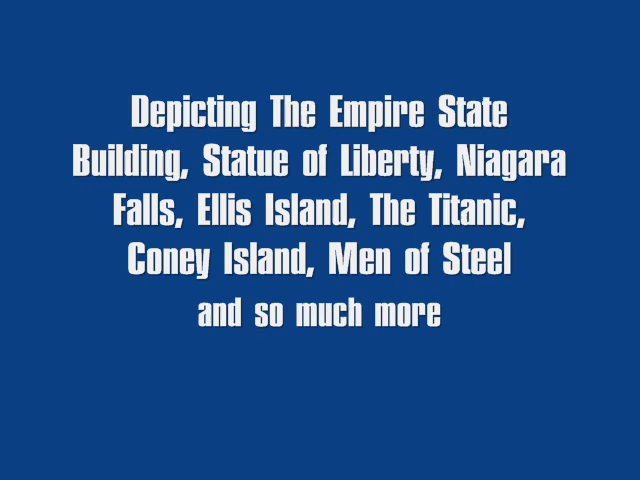 Depicting The Empire State
Building, Statue of Liberty, Niagara
Falls, Ellis Island, The Titanic,
Coney Island, Men of Steel
and so much more